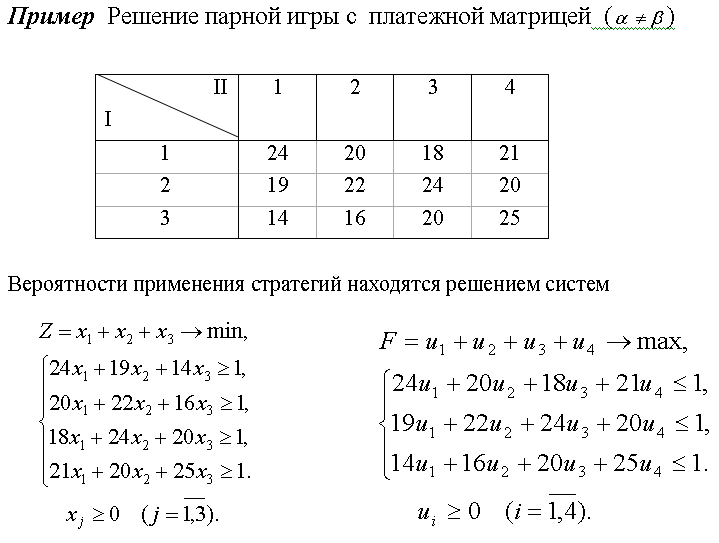 Пример Решение парной игры с платежной матрицей (α ≠ β)
II 1 2 3 4
I
1 24 20 18 21
2 19 22 24 20
3 14 16 20 25
Вероятности применения стратегий находятся решением систем
Z = x₁ + x₂ + x₃ → min,
24x₁ + 19x₂ + 14x₃ ≥ 1,
20x₁ + 22x₂ + 16x₃ ≥ 1,
18x₁ + 24x₂ + 20x₃ ≥ 1,
21x₁ + 20x₂ + 25x₃ ≥ 1.
xⱼ ≥ 0 (j = 1,3).
F = u₁ + u₂ + u₃ + u₄ → max,
24u₁ + 20u₂ + 18u₃ + 21u₄ ≤ 1,
19u₁ + 22u₂ + 24u₃ + 20u₄ ≤ 1,
14u₁ + 16u₂ + 20u₃ + 25u₄ ≤ 1.
uᵢ ≥ 0 (i = 1,4).